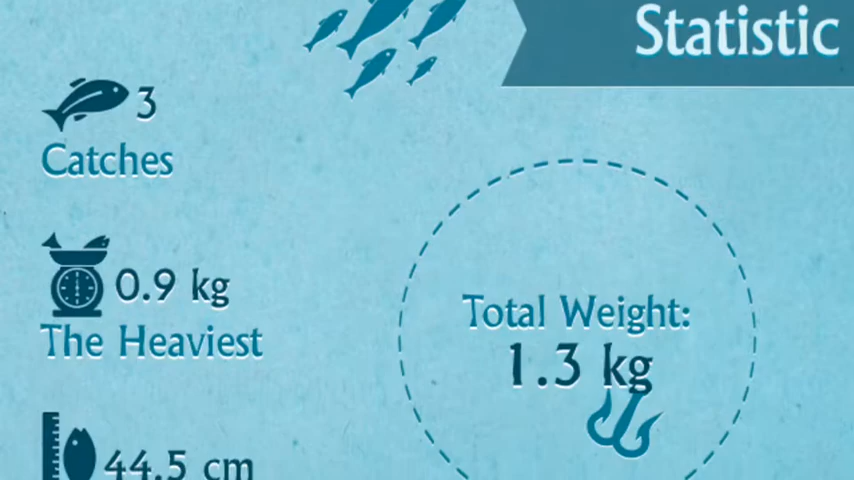 Statistic
3
Catches
0.9 kg
The Heaviest
Total Weight:
1.3 kg
44.5 cm